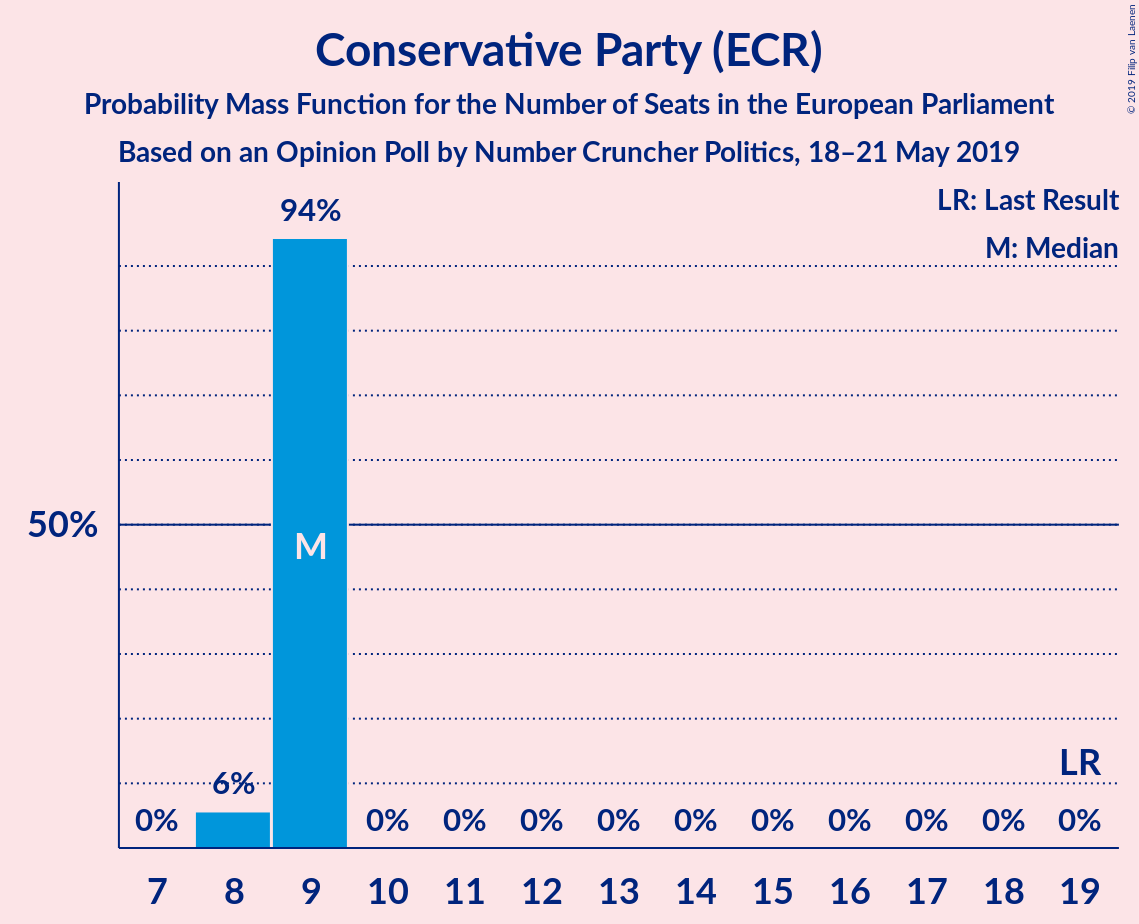 Conservative Party (ECR)
Probability Mass Function for the Number of Seats in the European Parliament
Based on an Opinion Poll by Number Cruncher Politics, 18–21 May 2019
© 2019 Filip van Laenen
LR: Last Result
M: Median
94%
50%
M
LR
6%
0% 0% 0% 0% 0% 0% 0% 0% 0% 0% 0%
7 8 9 10 11 12 13 14 15 16 17 18 19